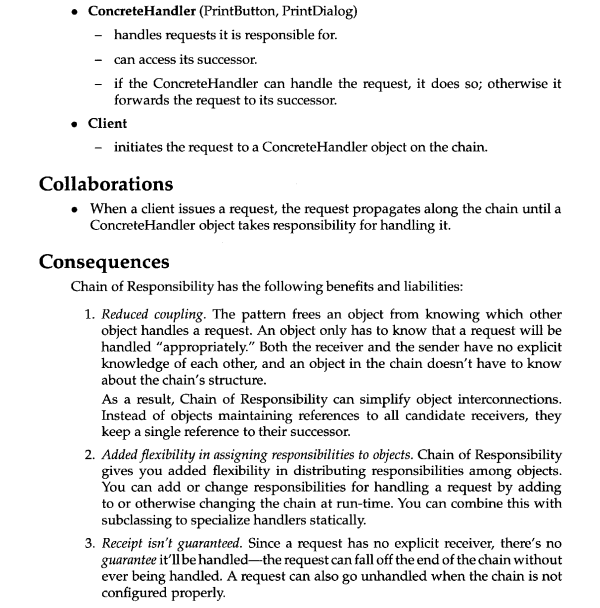 • ConcreteHandler (PrintButton, PrintDialog)
– handles requests it is responsible for.
– can access its successor.
– if the ConcreteHandler can handle the request, it does so; otherwise it
forwards the request to its successor.
• Client
– initiates the request to a ConcreteHandler object on the chain.
Collaborations
• When a client issues a request, the request propagates along the chain until a
ConcreteHandler object takes responsibility for handling it.
Consequences
Chain of Responsibility has the following benefits and liabilities:
1. Reduced coupling. The pattern frees an object from knowing which other
object handles a request. An object only has to know that a request will be
handled “appropriately.” Both the receiver and the sender have no explicit
knowledge of each other, and an object in the chain doesn’t have to know
about the chain’s structure.
As a result, Chain of Responsibility can simplify object interconnections.
Instead of objects maintaining references to all candidate receivers, they
keep a single reference to their successor.
2. Added flexibility in assigning responsibilities to objects. Chain of Responsibility
gives you added flexibility in distributing responsibilities among objects.
You can add or change responsibilities for handling a request by adding
to or otherwise changing the chain at run-time. You can combine this with
subclassing to specialize handlers statically.
3. Receipt isn’t guaranteed. Since a request has no explicit receiver, there’s no
guarantee it’ll be handled—the request can fall off the end of the chain without
ever being handled. A request can also go unhandled when the chain is not
configured properly.